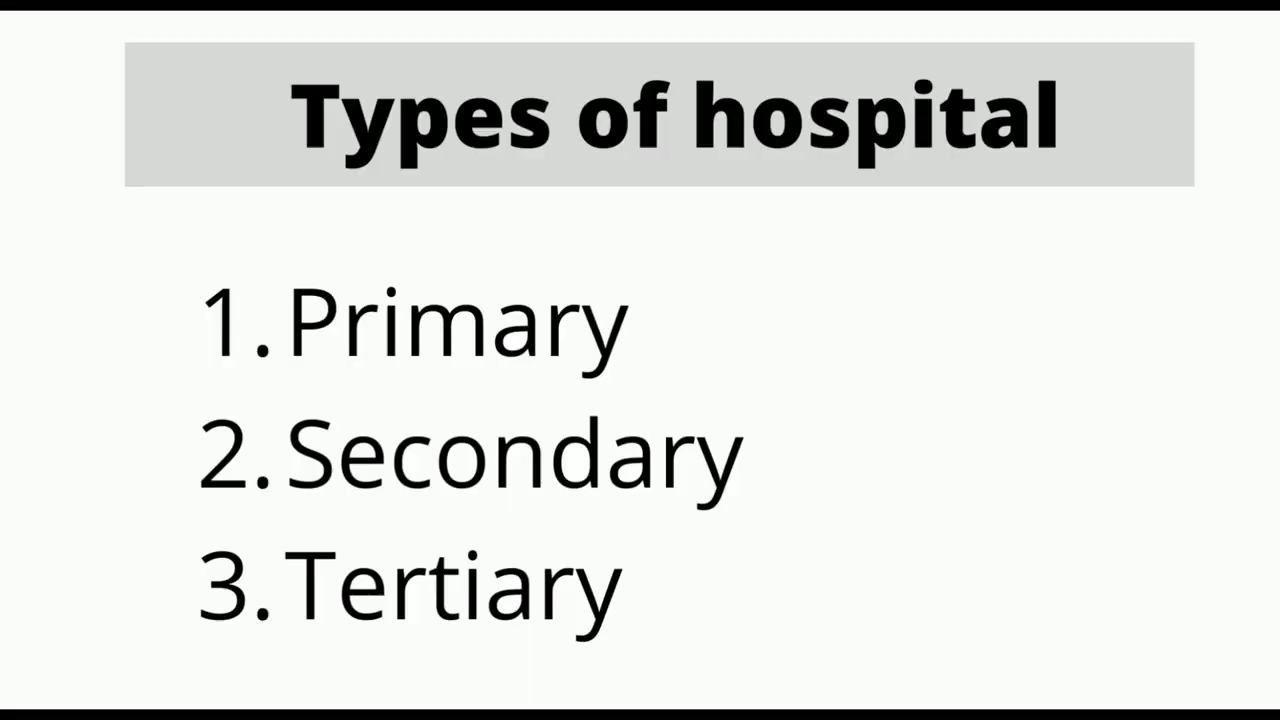 Types of hospital
1. Primary
2. Secondary
3. Tertiary